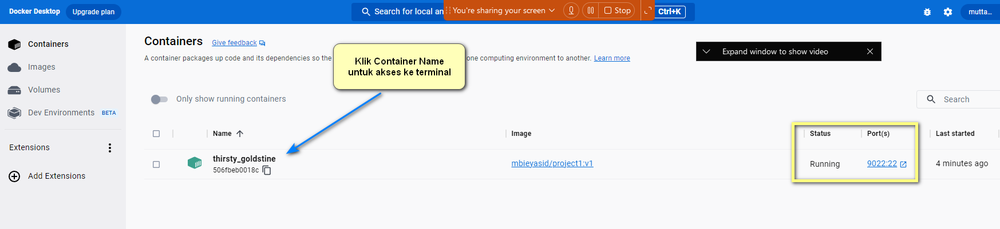 Docker Desktop
Upgrade plan
Search for local an
You're sharing your screen
Stop
Ctrl+K
mutta...
Containers
Images
Volumes
Dev Environments BETA
Extensions
Add Extensions
Containers Give feedback
A container packages up code and its dependencies so the
one computing environment to another. Learn more
Klik Container Name
untuk akses ke terminal
Expand window to show video
Only show running containers
Search
Name Image Status Port(s) Last started
thirsty_goldstine
506fbeb0018c
mbieyasid/project1:v1 Running 9022:22 4 minutes ago